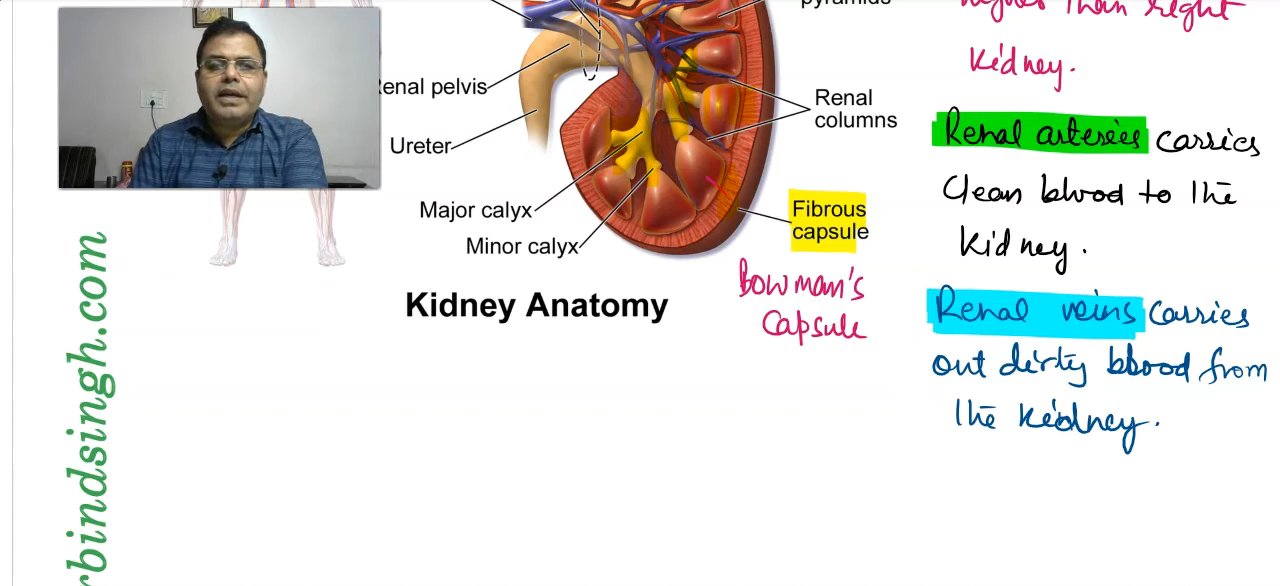 pyramids
Renal pelvis
Ureter
Major calyx
Minor calyx
Renal
columns
Fibrous
capsule
Bowman's
Capsule
Kidney Anatomy
higher than right
Kidney.
Renal arteries carries
Clean blood to the
Kidney.
Renal veins carries
out dirty blood from
the Kidney.
rbindsingh.com